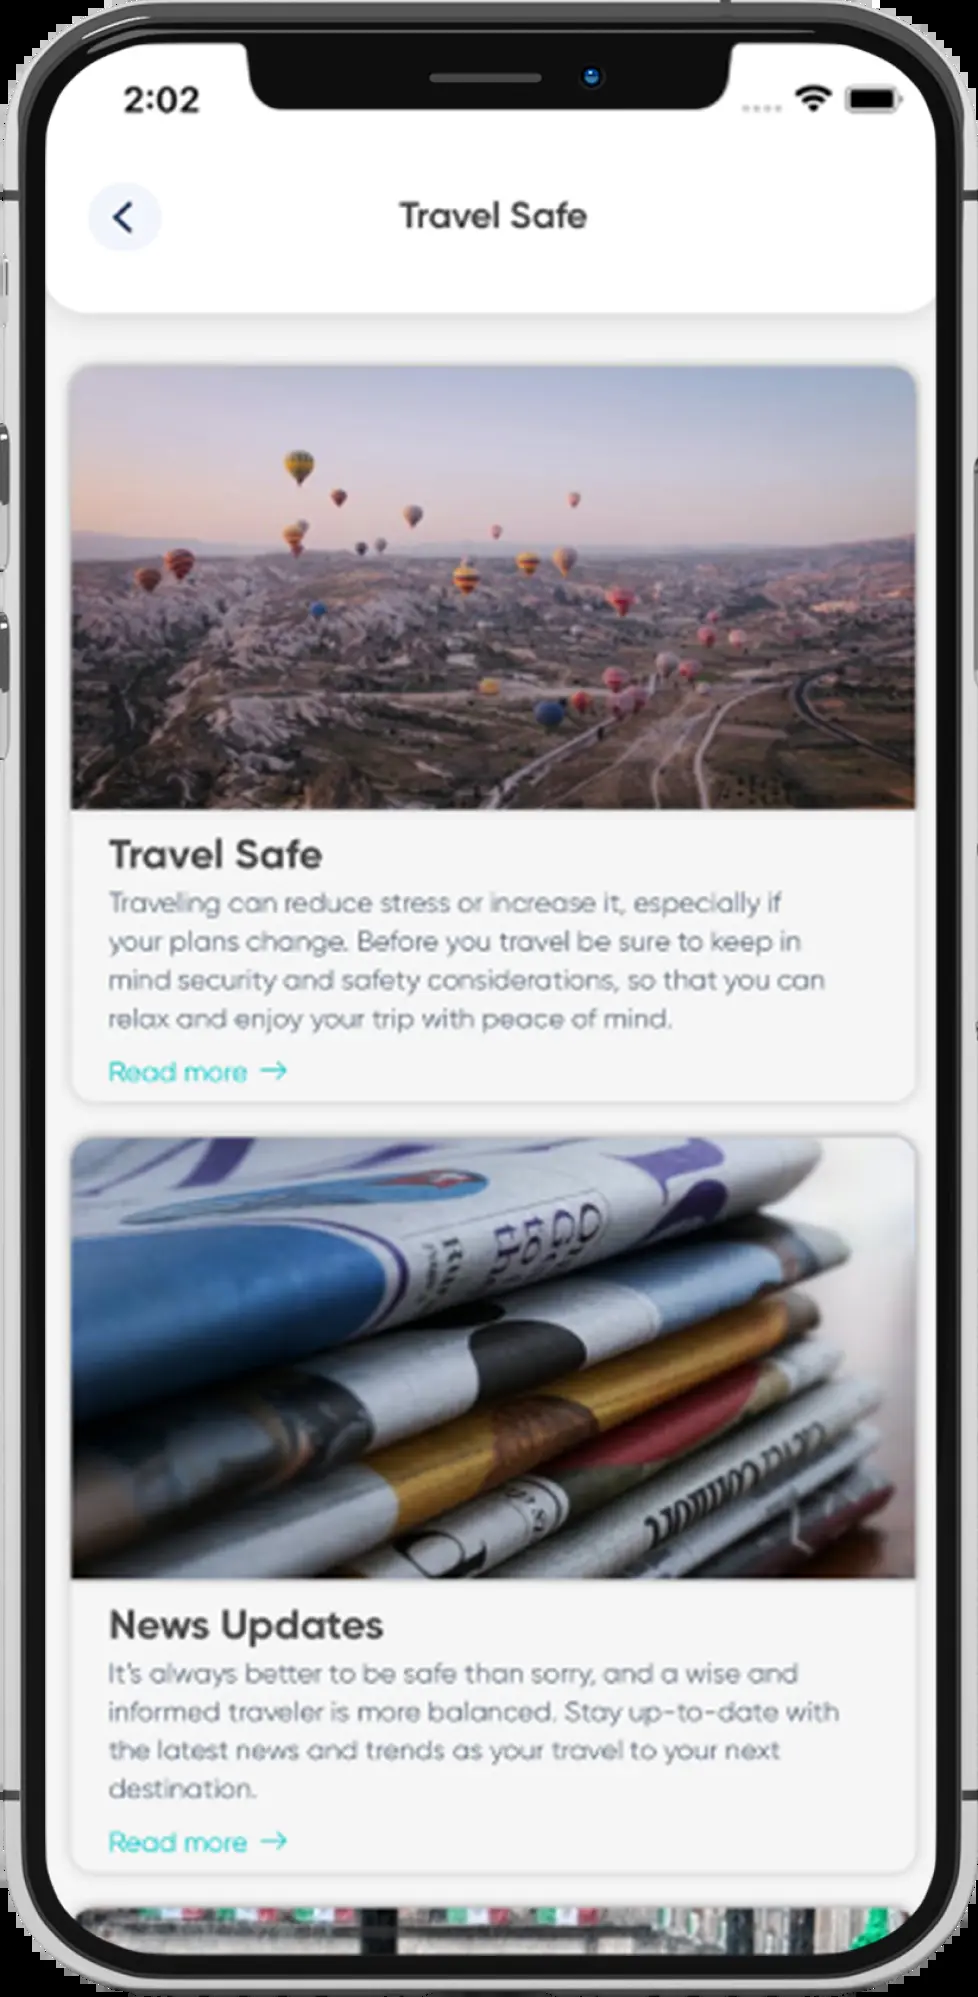 2:02
Travel Safe
Travel Safe
Traveling can reduce stress or increase it, especially if
your plans change. Before you travel be sure to keep in
mind security and safety considerations, so that you can
relax and enjoy your trip with peace of mind.
Read more →
News Updates
It's always better to be safe than sorry, and a wise and
informed traveler is more balanced. Stay up-to-date with
the latest news and trends as your travel to your next
destination.
Read more →